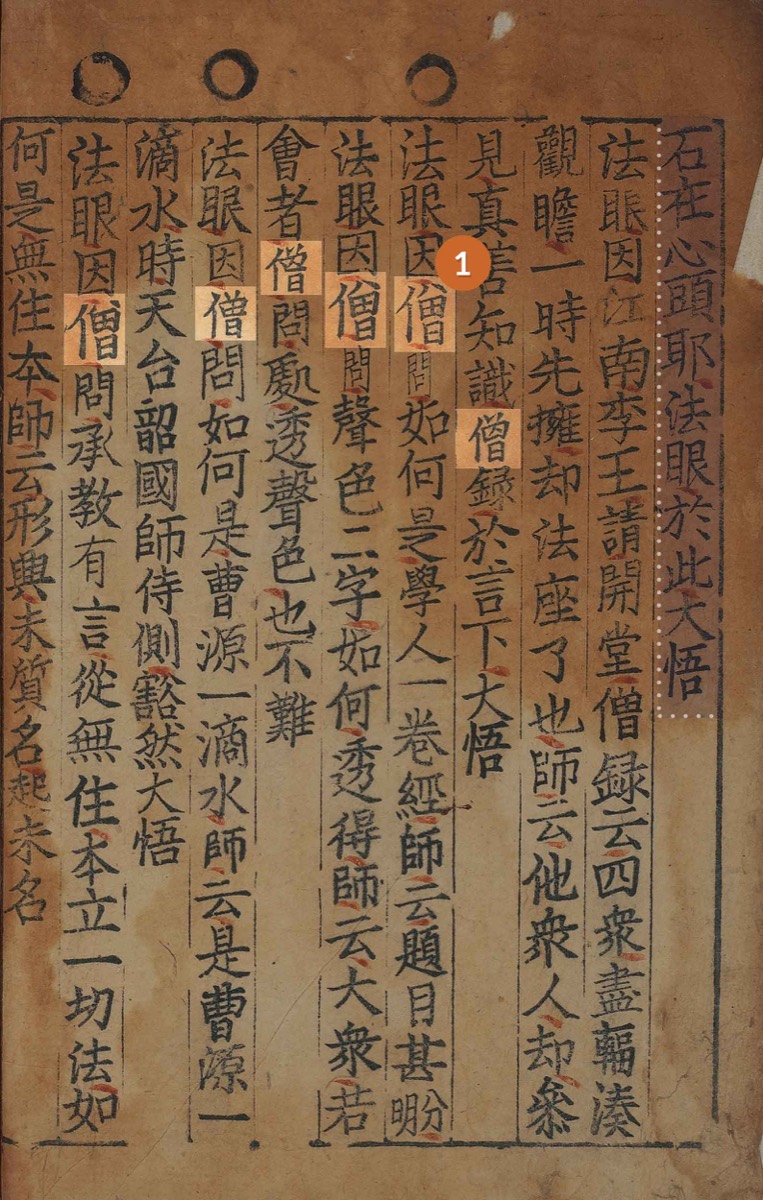 石在心頭耶法眼於此大悟
法眼因江南李王請開堂僧録云四衆盡輻湊
觀瞻一時先擁却法座了也師云他衆人却叅
見真善知識僧録於言下大悟
1
法眼因僧問如何是學人一卷經師云題目甚分明
法眼因僧問聲色二字如何透得師云大衆若
會者僧問處透聲色也不難
法眼因僧問如何是曹源一滴水師云是曹源一
滴水時天台韶國師侍側豁然大悟
法眼因僧問承教有言從無住本立一切法如
何是無住本師云形興未質名起未名